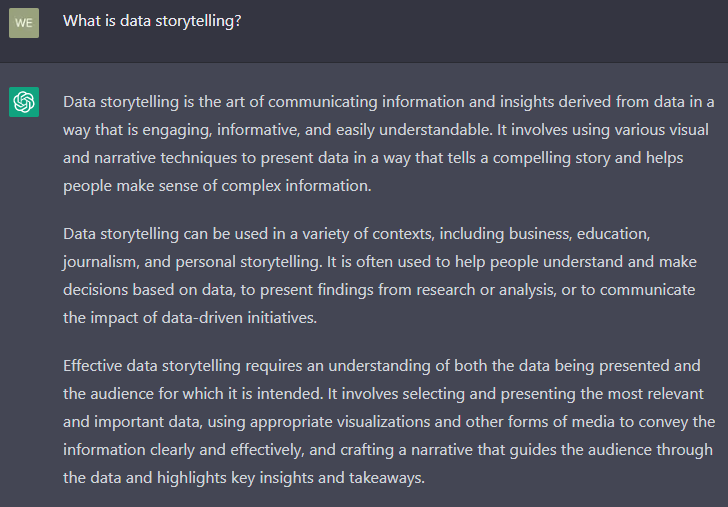 WE
What is data storytelling?
Data storytelling is the art of communicating information and insights derived from data in a
way that is engaging, informative, and easily understandable. It involves using various visual
and narrative techniques to present data in a way that tells a compelling story and helps
people make sense of complex information.
Data storytelling can be used in a variety of contexts, including business, education,
journalism, and personal storytelling. It is often used to help people understand and make
decisions based on data, to present findings from research or analysis, or to communicate
the impact of data-driven initiatives.
Effective data storytelling requires an understanding of both the data being presented and
the audience for which it is intended. It involves selecting and presenting the most relevant
and important data, using appropriate visualizations and other forms of media to convey the
information clearly and effectively, and crafting a narrative that guides the audience through
the data and highlights key insights and takeaways.